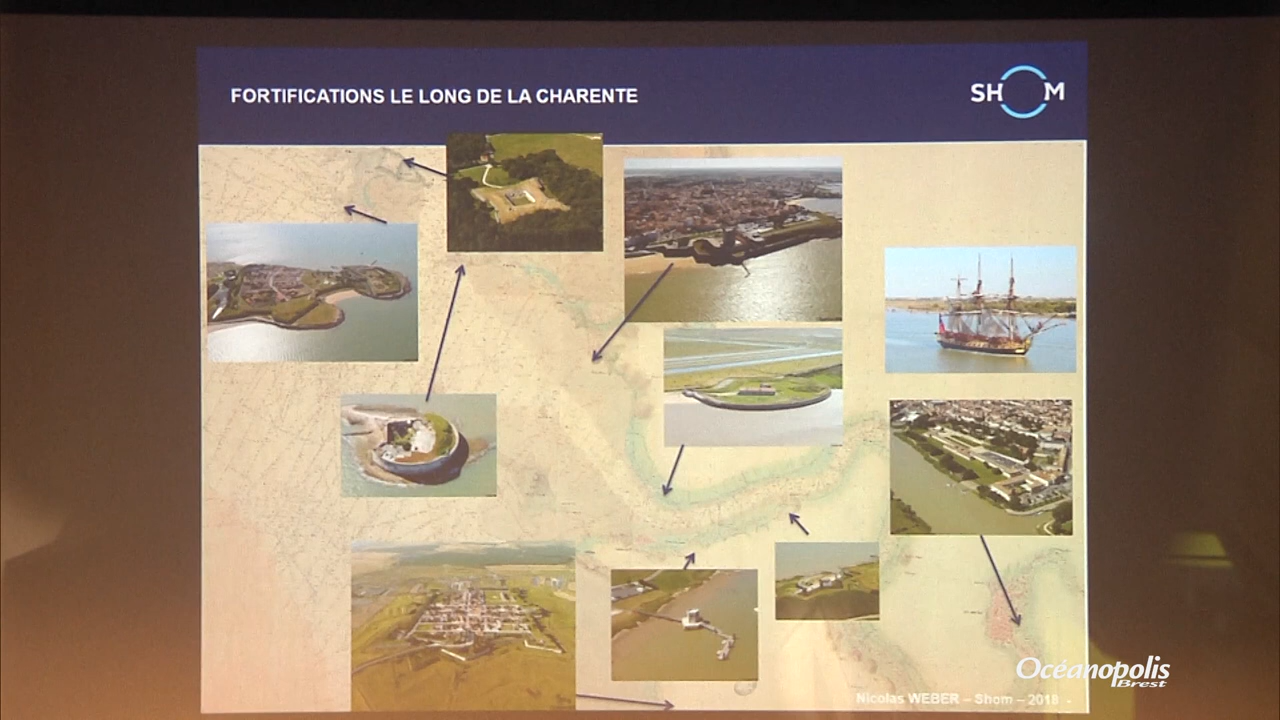 FORTIFICATIONS LE LONG DE LA CHARENTE
SHOM
Océanopolis
Brest
Nicolas WEBER – Shom – 2018